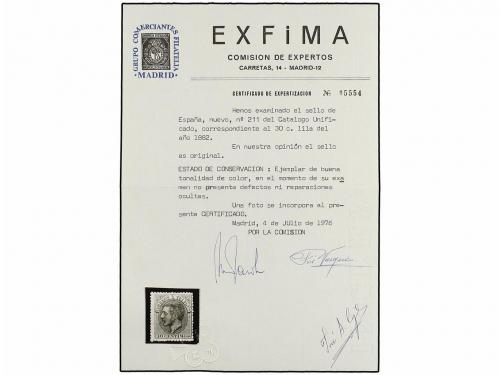 GRUPO COMERCIANTES FILATELIA
MADRID
EXFiMA
COMISION DE EXPERTOS
CARRETAS, 14 - MADRID-12
CERTIFICADO DE EXPERTIZACION № 05554
Hemos examinado el sello de
España, nuevo, nº 211 del Catalogo Unifi-
cado, correspondiente al 30 c. lila del
año 1882.
En nuestra opinión el sello
es original.
ESTADO DE CONSERVACION : Ejemplar de buena
tonalidad de color, en el momento de su exa
men no presenta defectos ni reparaciones
ocultas.
Una foto se incorpora al pre-
sente CERTIFICADO.
Madrid, 4 de Julio de 1978
POR LA COMISION